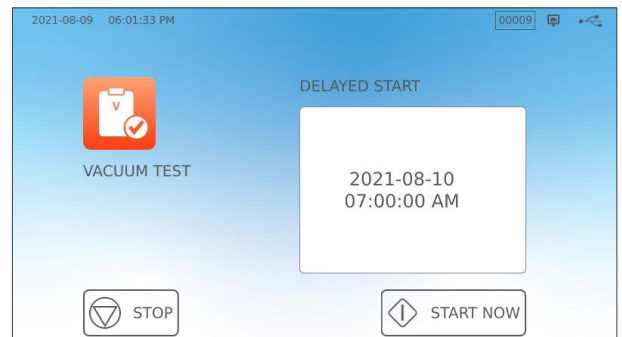 2021-08-09 06:01:33 PM 00009
DELAYED START
V
VACUUM TEST
2021-08-10
07:00:00 AM
STOP
START NOW